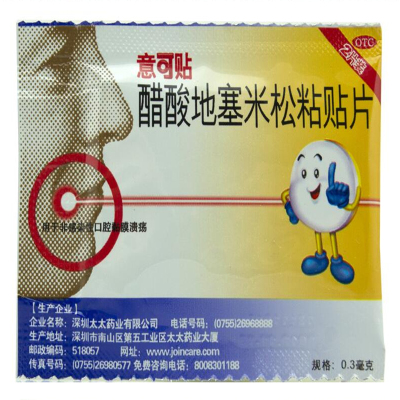 OTC
意可贴
醋酸地塞米松粘贴片
用于非感染性口腔黏膜溃疡
【生产企业】
企业名称：深圳太太药业有限公司 电话号码：(0755)26968888
生产地址：深圳市南山区第五工业区太太药业大厦
邮政编码：518057 网址：www.joincare.com
传真号码：(0755)26980577 免费咨询电话：8008301188
规格：0.3毫克